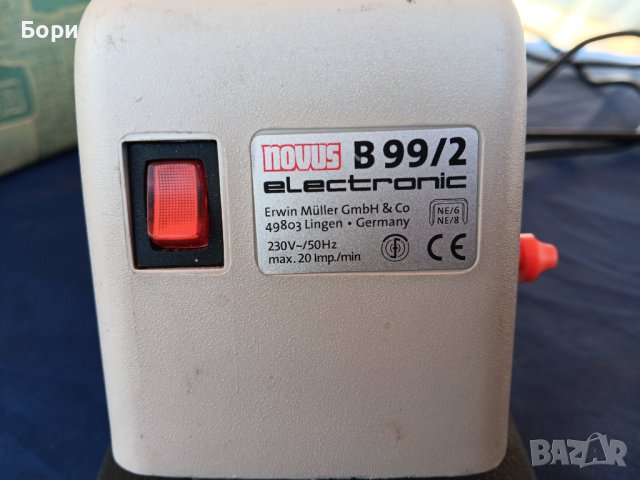 Борис
novus B 99/2
electronic
Erwin Müller GmbH & Co
49803 Lingen • Germany
NE/6
NE/8
230V~/50Hz
max. 20 Imp./min
CE
BAZAR